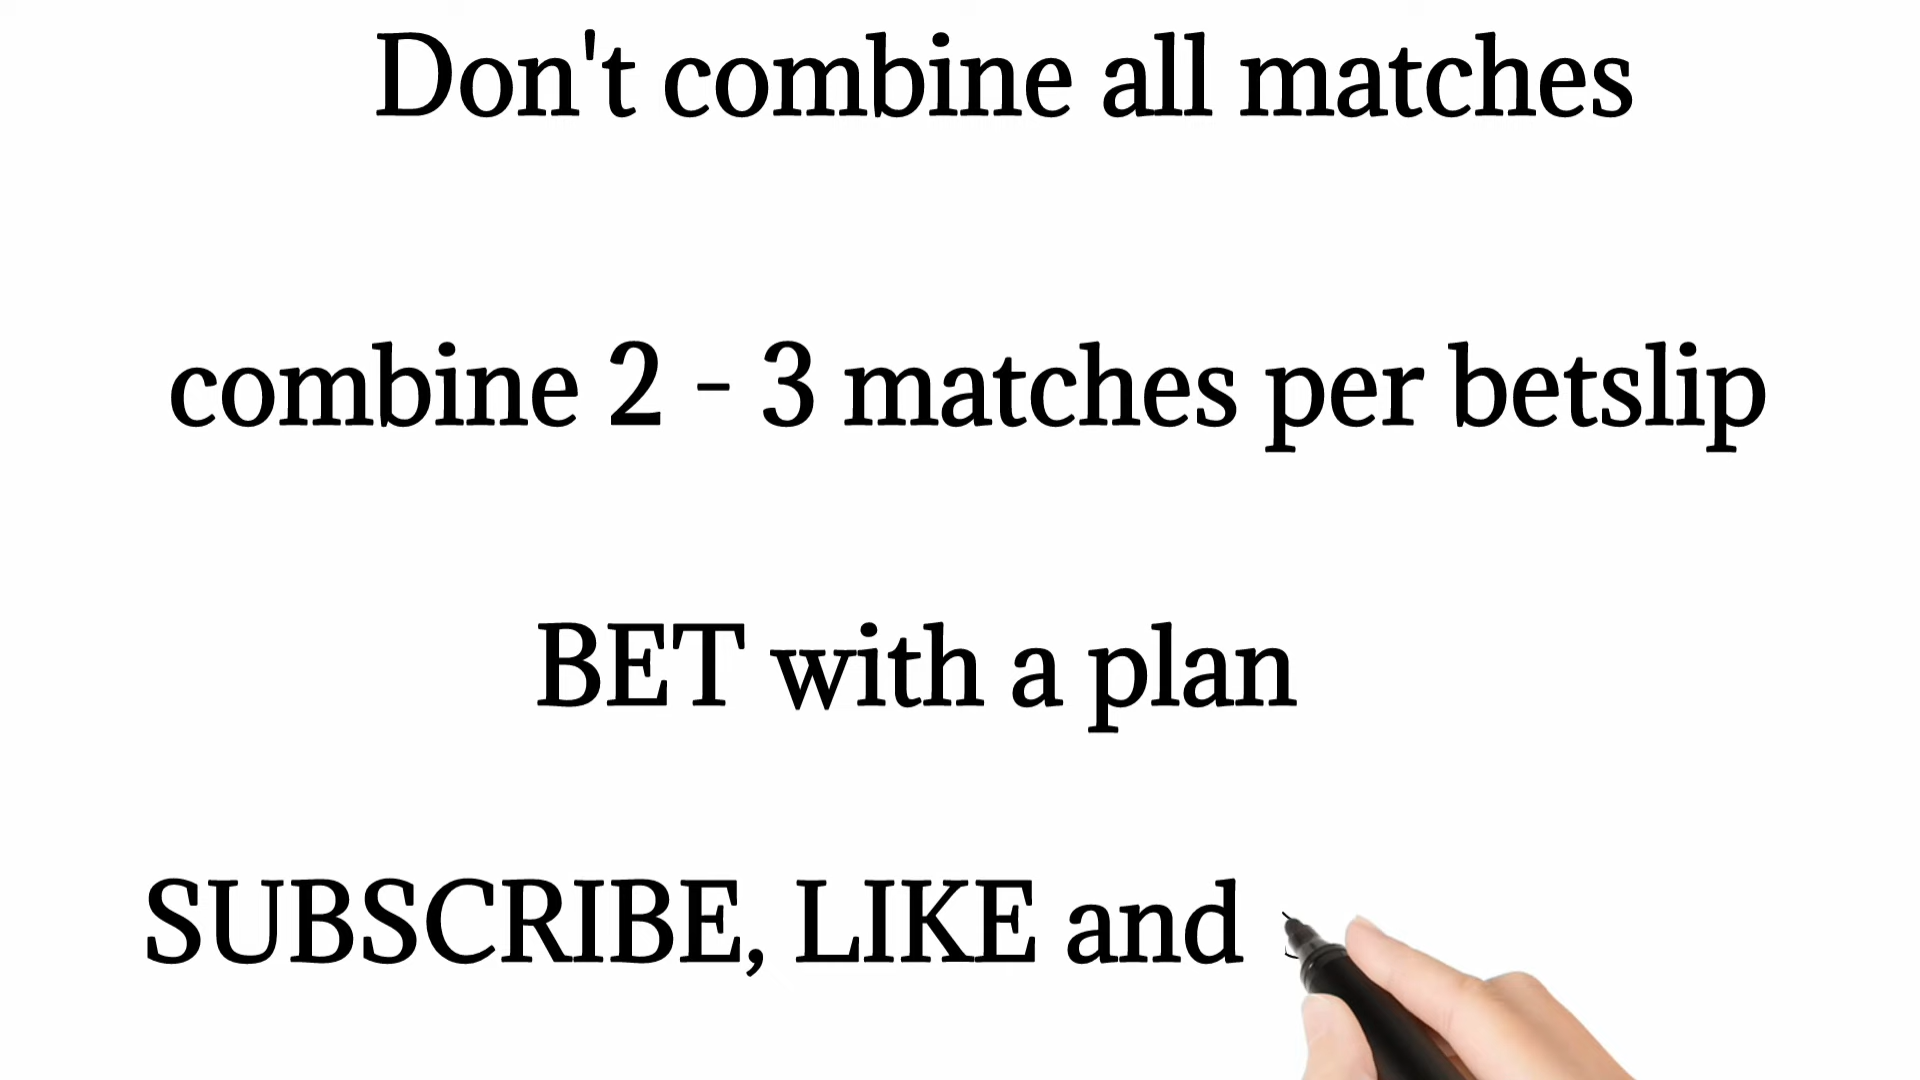 Don't combine all matches
combine 2 - 3 matches per betslip
BET with a plan
SUBSCRIBE, LIKE and